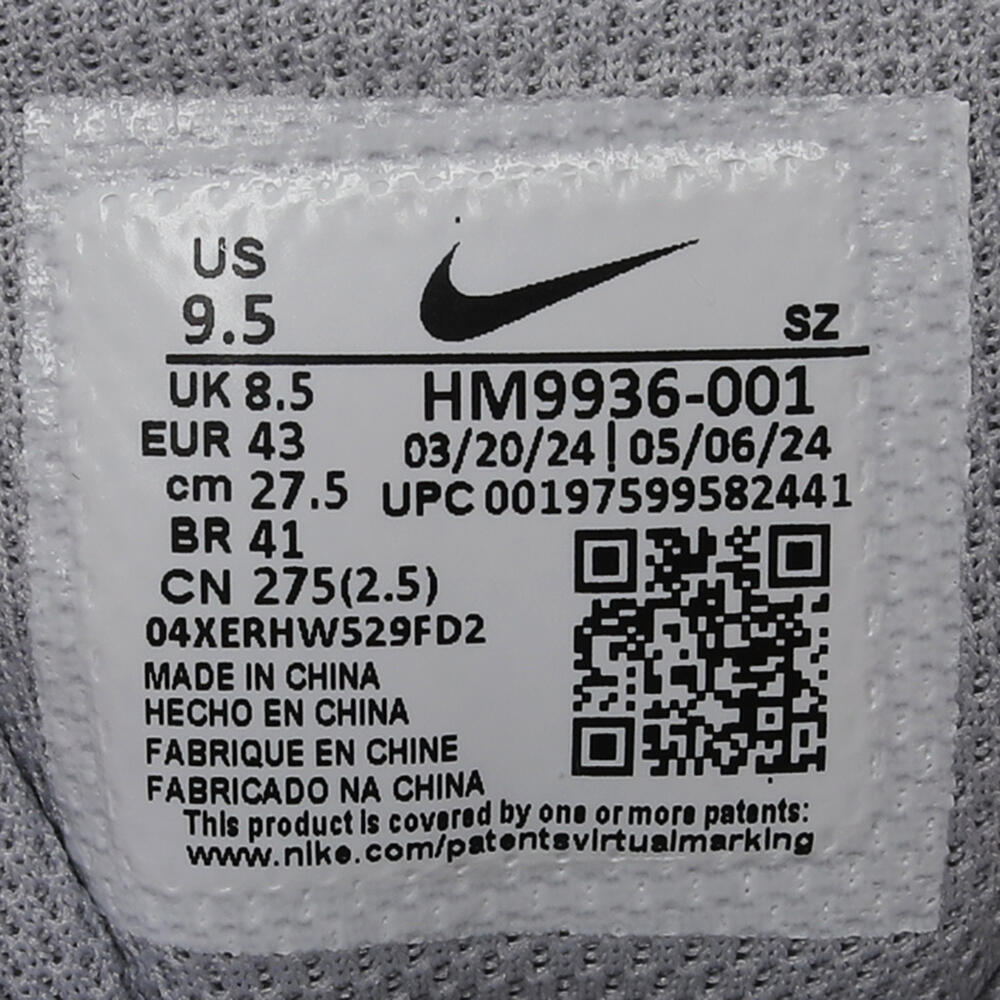 US
9.5
SZ
UK 8.5
HM9936-001
EUR 43
03/20/24 | 05/06/24
cm 27.5
UPC 00197599582441
BR 41
CN 275(2.5)
04XERHW529FD2
MADE IN CHINA
HECHO EN CHINA
FABRIQUE EN CHINE
FABRICADO NA CHINA
This product is covered by one or more patents:
www.nike.com/patentsvirtualmarking